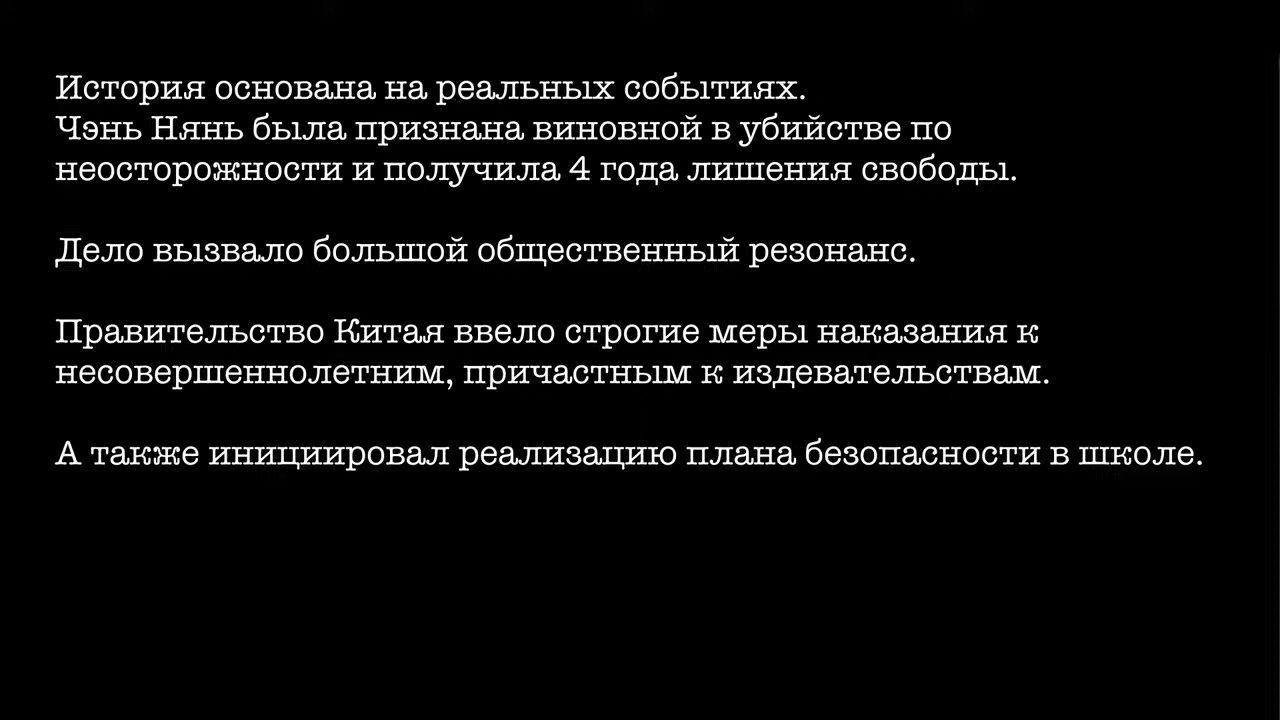 История основана на реальных событиях.
Чэнь Нянь была признана виновной в убийстве по
неосторожности и получила 4 года лишения свободы.
Дело вызвало большой общественный резонанс.
Правительство Китая ввело строгие меры наказания к
несовершеннолетним, причастным к издевательствам.
А также инициировал реализацию плана безопасности в школе.